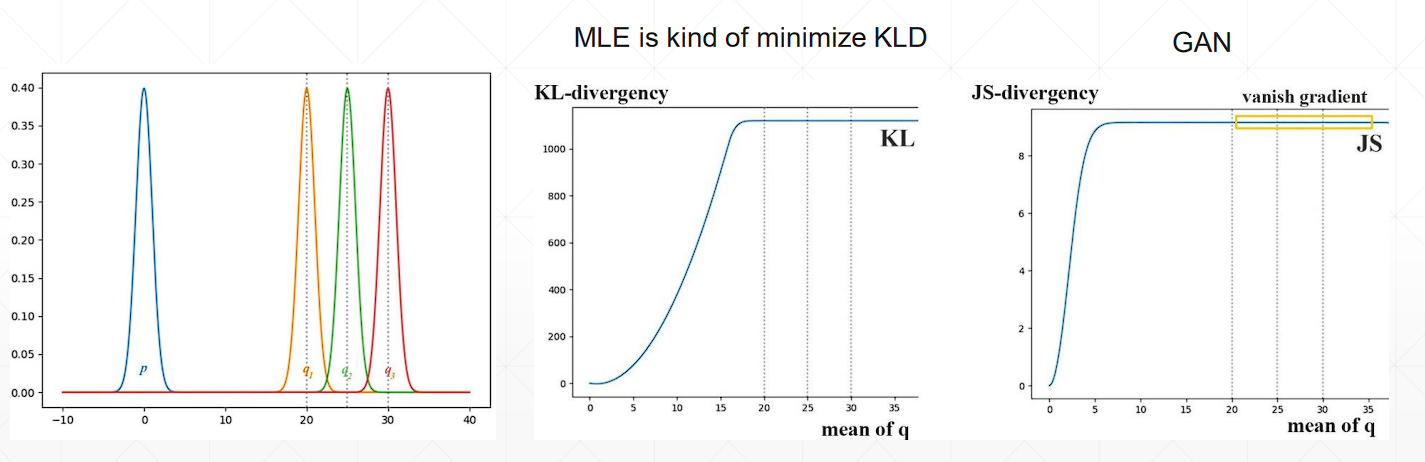 MLE is kind of minimize KLD
GAN
0.40
0.35
0.30
0.25
0.20
0.15
0.10
0.05
0.00
p
q1
q2
q3
−10 0 10 20 30 40
KL-divergency
KL
1000
800
600
400
200
0
0 5 10 15 20 25 30 35
mean of q
JS-divergency
vanish gradient
JS
8
6
4
2
0
0 5 10 15 20 25 30 35
mean of q